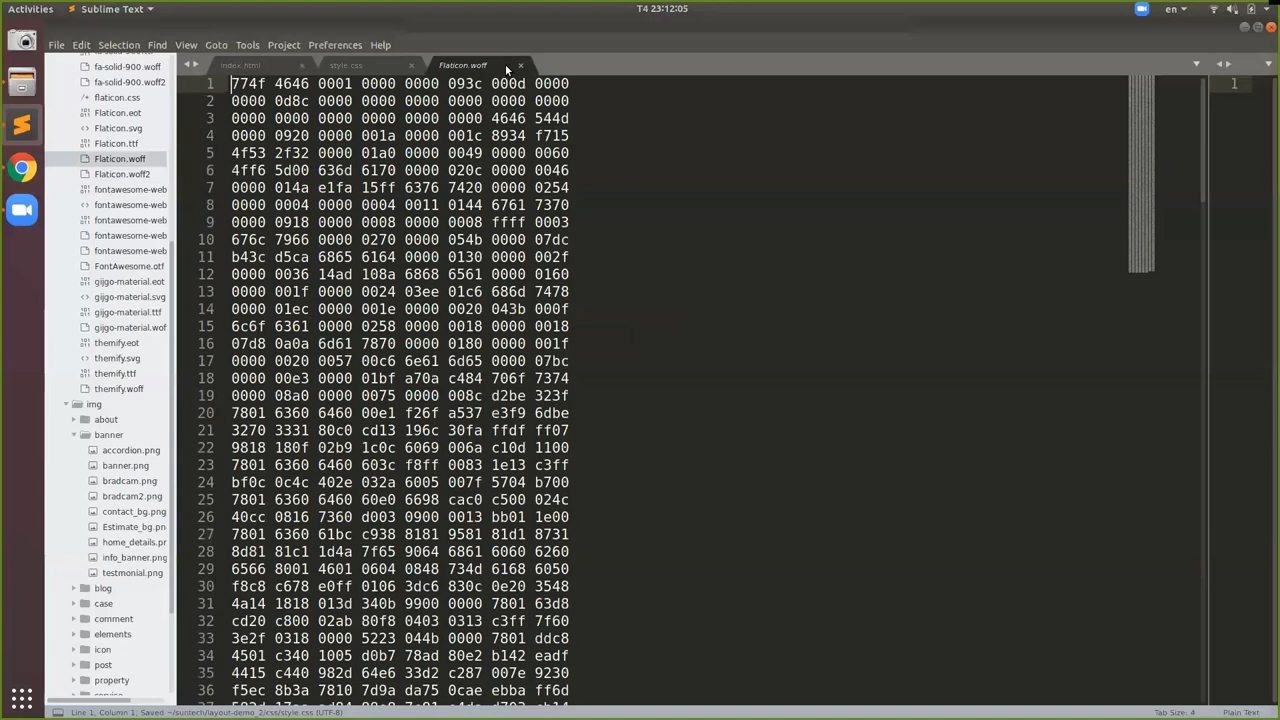 Activities
Sublime Text
T4 23:12:05
en
File Edit Selection Find View Goto Tools Project Preferences Help
index.html
style.css
Flaticon.woff
fa-solid-900.woff
fa-solid-900.woff2
flaticon.css
Flaticon.eot
Flaticon.svg
Flaticon.ttf
Flaticon.woff
Flaticon.woff2
fontawesome-web
fontawesome-web
fontawesome-web
fontawesome-web
fontawesome-web
FontAwesome.otf
gijgo-material.eot
gijgo-material.svg
gijgo-material.ttf
gijgo-material.wof
themify.eot
themify.svg
themify.ttf
themify.woff
img
about
banner
accordion.png
banner.png
bradcam.png
bradcam2.png
contact_bg.png
Estimate_bg.pn
home_details.pr
info_banner.png
testmonial.png
blog
case
comment
elements
icon
post
property
1 774f 4646 0001 0000 0000 093c 000d 0000
2 0000 0d8c 0000 0000 0000 0000 0000 0000
3 0000 0000 0000 0000 0000 0000 4646 544d
4 0000 0920 0000 001a 0000 001c 8934 f715
5 4f53 2f32 0000 01a0 0000 0049 0000 0060
6 4ff6 5d00 636d 6170 0000 020c 0000 0046
7 0000 014a e1fa 15ff 6376 7420 0000 0254
8 0000 0004 0000 0004 0011 0144 6761 7370
9 0000 0918 0000 0008 0000 0008 ffff 0003
10 676c 7966 0000 0270 0000 054b 0000 07dc
11 b43c d5ca 6865 6164 0000 0130 0000 002f
12 0000 0036 14ad 108a 6868 6561 0000 0160
13 0000 001f 0000 0024 03ee 01c6 686d 7478
14 0000 01ec 0000 001e 0000 0020 043b 000f
15 6c6f 6361 0000 0258 0000 0018 0000 0018
16 07d8 0a0a 6d61 7870 0000 0180 0000 001f
17 0000 0020 0057 00c6 6e61 6d65 0000 07bc
18 0000 00e3 0000 01bf a70a c484 706f 7374
19 0000 08a0 0000 0075 0000 008c 323f
20 7801 6360 6460 00e1 f26f a537 e3f9 6dbe
21 3270 3331 80c0 cd13 196c 30fa ffdf ff07
22 9818 180f 02b9 1c0c 6069 006a c10d 1100
23 7801 6360 6460 603c f8ff 0083 1e13 c3ff
24 bf0c 0c4c 402e 032a 6005 007f 5704 b700
25 7801 6360 6460 60e0 6698 cac0 c500 024c
26 40cc 0816 7360 d003 0900 0013 bb01 1e00
27 7801 6360 61bc c938 8181 9581 81d1 8731
28 8d81 81c1 1d4a 7f65 9064 6861 6060 6260
29 6566 8001 4601 0604 0848 734d 6168 6050
30 f8c8 c678 e0ff 0106 3dc6 630c 0e8e 5548
31 4a14 1818 013d 340b 9900 0000 7801 63d8
32 cd20 c800 02ab 80f8 0403 0313 c3ff 7f60
33 3e2f 0318 0000 5223 044b 0000 7801 ddc8
34 4501 c340 1005 d0b7 78ad 80e2 b142 eadf
35 4415 c440 982d 64e6 33d2 c287 007e 9230
36 f5ec 8b3a
1
Line 1, Column 1; Saved ~/suntech/layout-demo_2/css/style.css (UTF-8)
Tab Size: 4
Plain Text